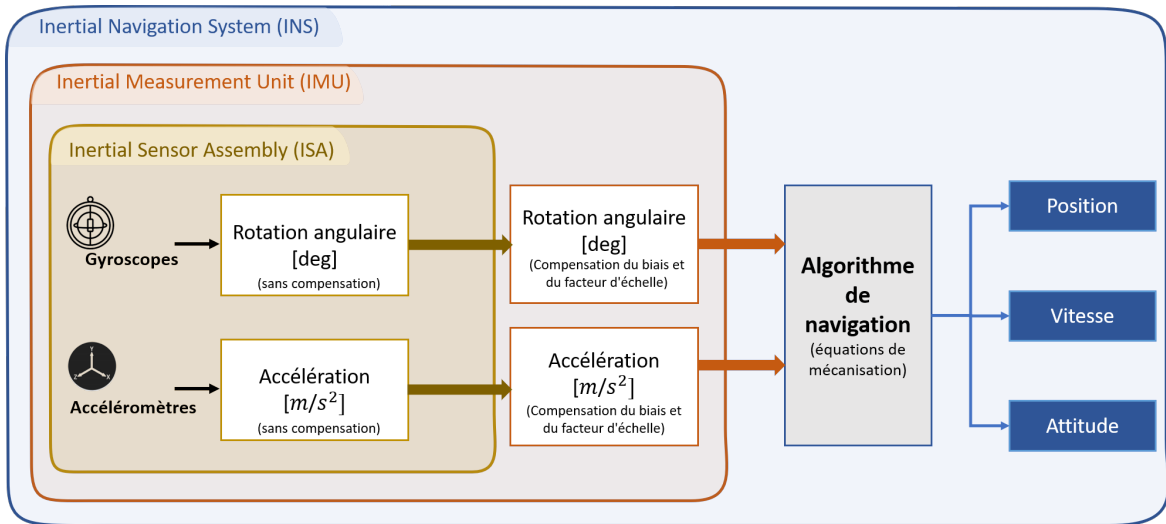 Inertial Navigation System (INS)
Inertial Measurement Unit (IMU)
Inertial Sensor Assembly (ISA)
Gyroscopes
Rotation angulaire
[deg]
(sans compensation)
Rotation angulaire
[deg]
(Compensation du biais et
du facteur d'échelle)
Y
Z
X
Accéléromètres
Accélération
[m/s²]
(sans compensation)
Accélération
[m/s²]
(Compensation du biais et
du facteur d'échelle)
Algorithme
de
navigation
(équations de
mécanisation)
Position
Vitesse
Attitude